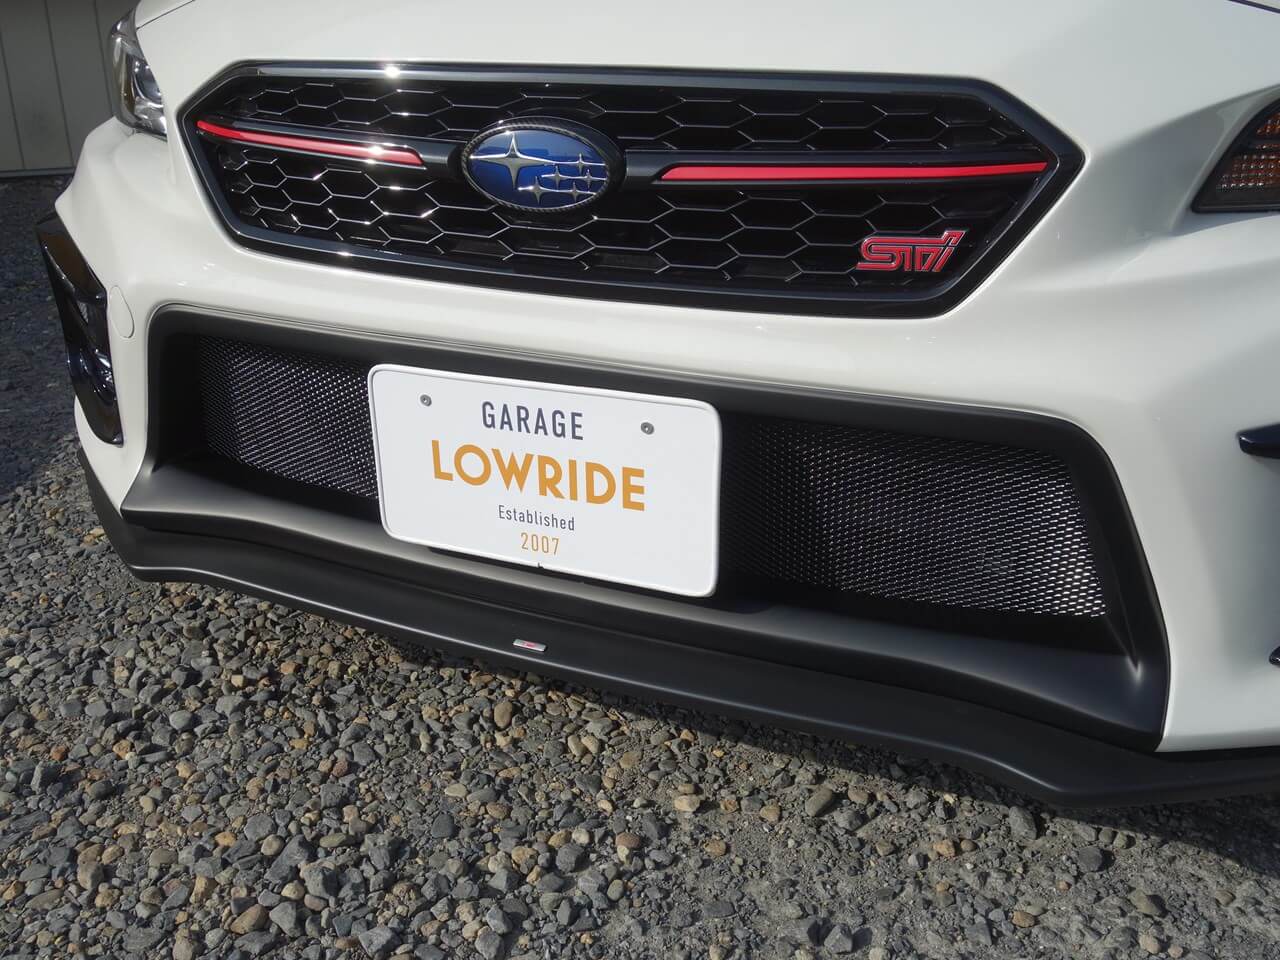 STI
GARAGE
LOWRIDE
Established
2007